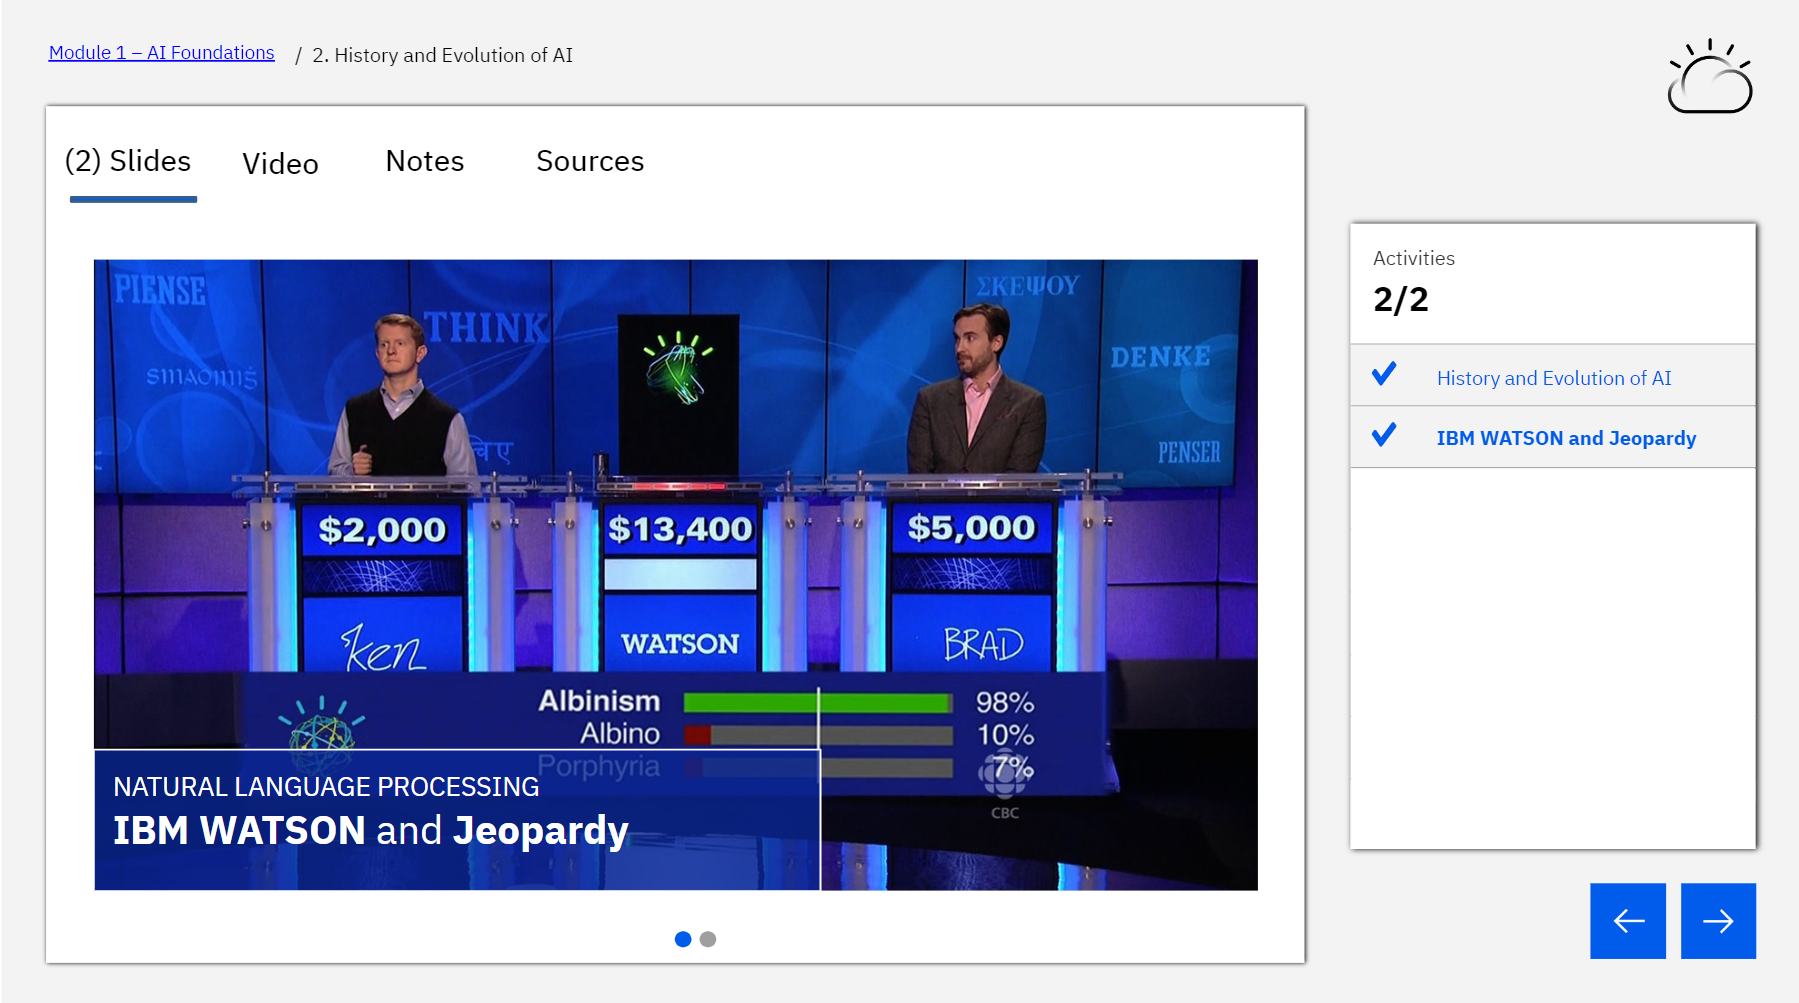 Module 1 – AI Foundations / 2. History and Evolution of AI
(2) Slides
Video
Notes
Sources
PIENSE
THINK
ΣΚΕΨΟΥ
DENKE
PENSER
$2,000
$13,400
$5,000
Ken
WATSON
BRAD
Albinism 98%
Albino 10%
Porphyria 7%
CBC
NATURAL LANGUAGE PROCESSING
IBM WATSON and Jeopardy
Activities
2/2
History and Evolution of AI
IBM WATSON and Jeopardy